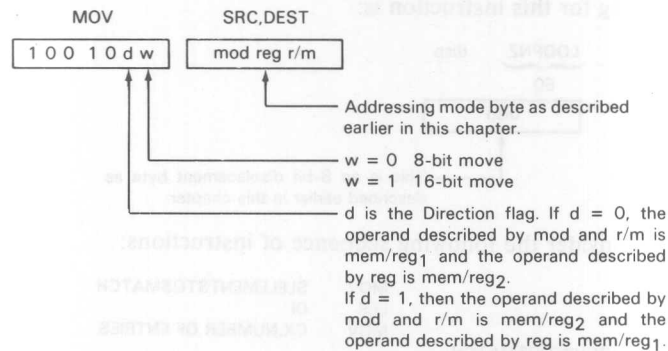 MOV SRC,DEST
1 0 0 1 0 d w mod reg r/m
Addressing mode byte as described
earlier in this chapter.
w = 0 8-bit move
w = 1 16-bit move
d is the Direction flag. If d = 0, the
operand described by mod and r/m is
mem/reg1 and the operand described
by reg is mem/reg2.
If d = 1, then the operand described by
mod and r/m is mem/reg2 and the
operand described by reg is mem/reg1.